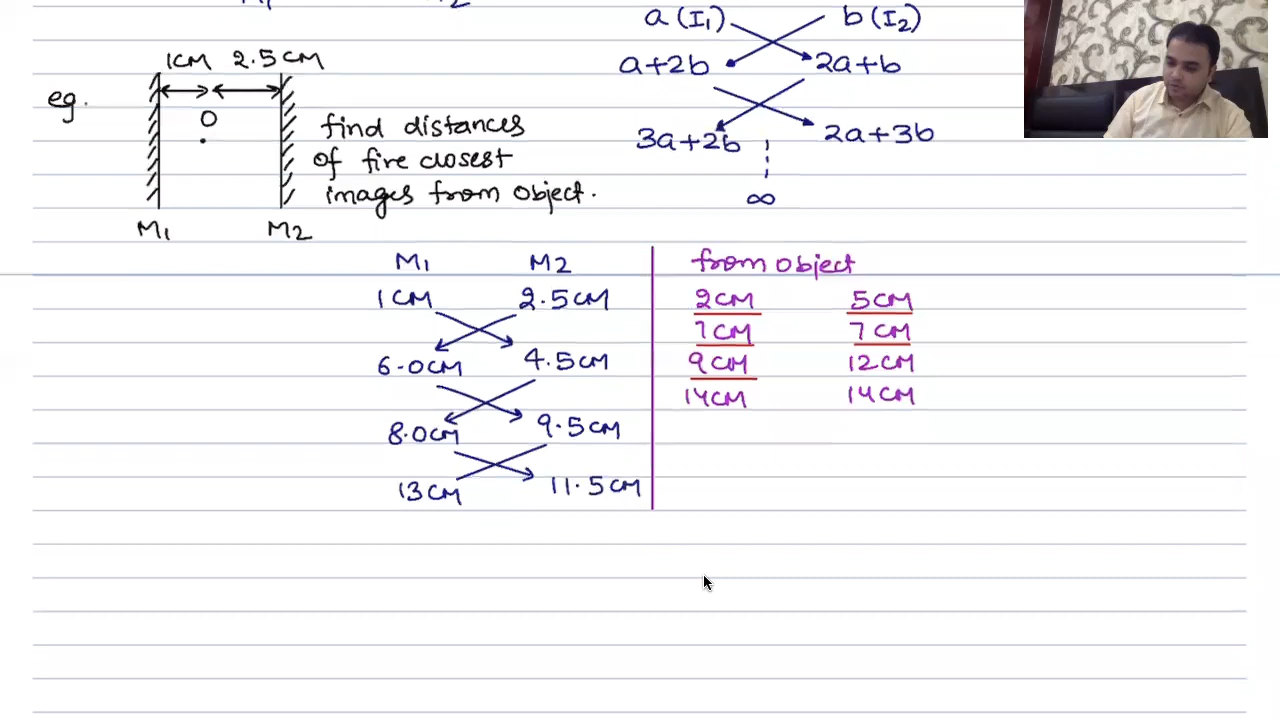 a (I₁) b (I₂)
a+2b 2a+b
3a+2b 2a+3b
∞
eg.
1CM 2.5CM
O
M₁ M₂
find distances
of five closest
images from object.
M₁ M₂
1CM 2.5CM
6.0CM 4.5CM
8.0CM 9.5CM
13CM 11.5CM
from object
2CM 5CM
7CM 7CM
9CM 12CM
14CM 14CM